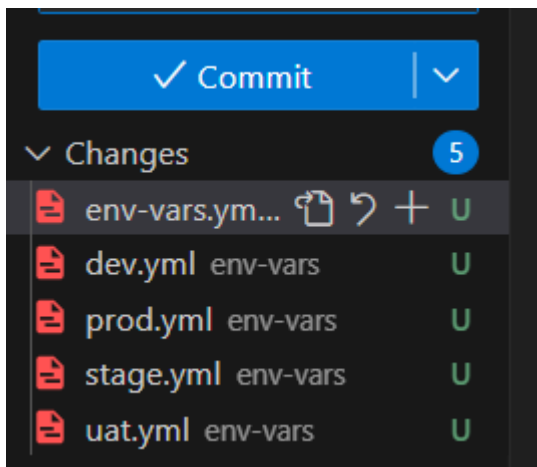 Commit
Changes 5
env-vars.ym... U
dev.yml env-vars U
prod.yml env-vars U
stage.yml env-vars U
uat.yml env-vars U